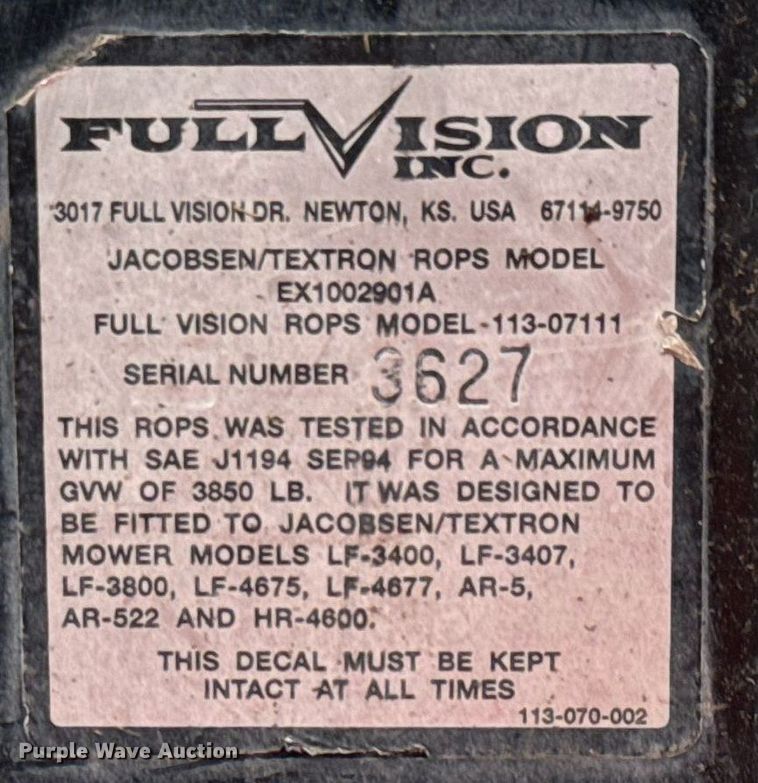 FULL VISION
INC.
3017 FULL VISION DR. NEWTON, KS. USA 67114-9750
JACOBSEN/TEXTRON ROPS MODEL
EX1002901A
FULL VISION ROPS MODEL-113-07111
SERIAL NUMBER 3627
THIS ROPS WAS TESTED IN ACCORDANCE
WITH SAE J1194 SEP94 FOR A MAXIMUM
GVW OF 3850 LB. IT WAS DESIGNED TO
BE FITTED TO JACOBSEN/TEXTRON
MOWER MODELS LF-3400, LF-3407,
LF-3800, LF-4675, LF-4677, AR-5,
AR-522 AND HR-4600.
THIS DECAL MUST BE KEPT
INTACT AT ALL TIMES
113-070-002
Purple Wave Auction